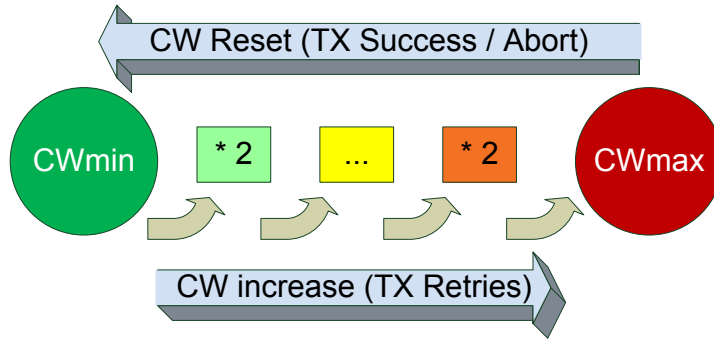 CW Reset (TX Success / Abort)
CWmin
* 2
...
* 2
CWmax
CW increase (TX Retries)